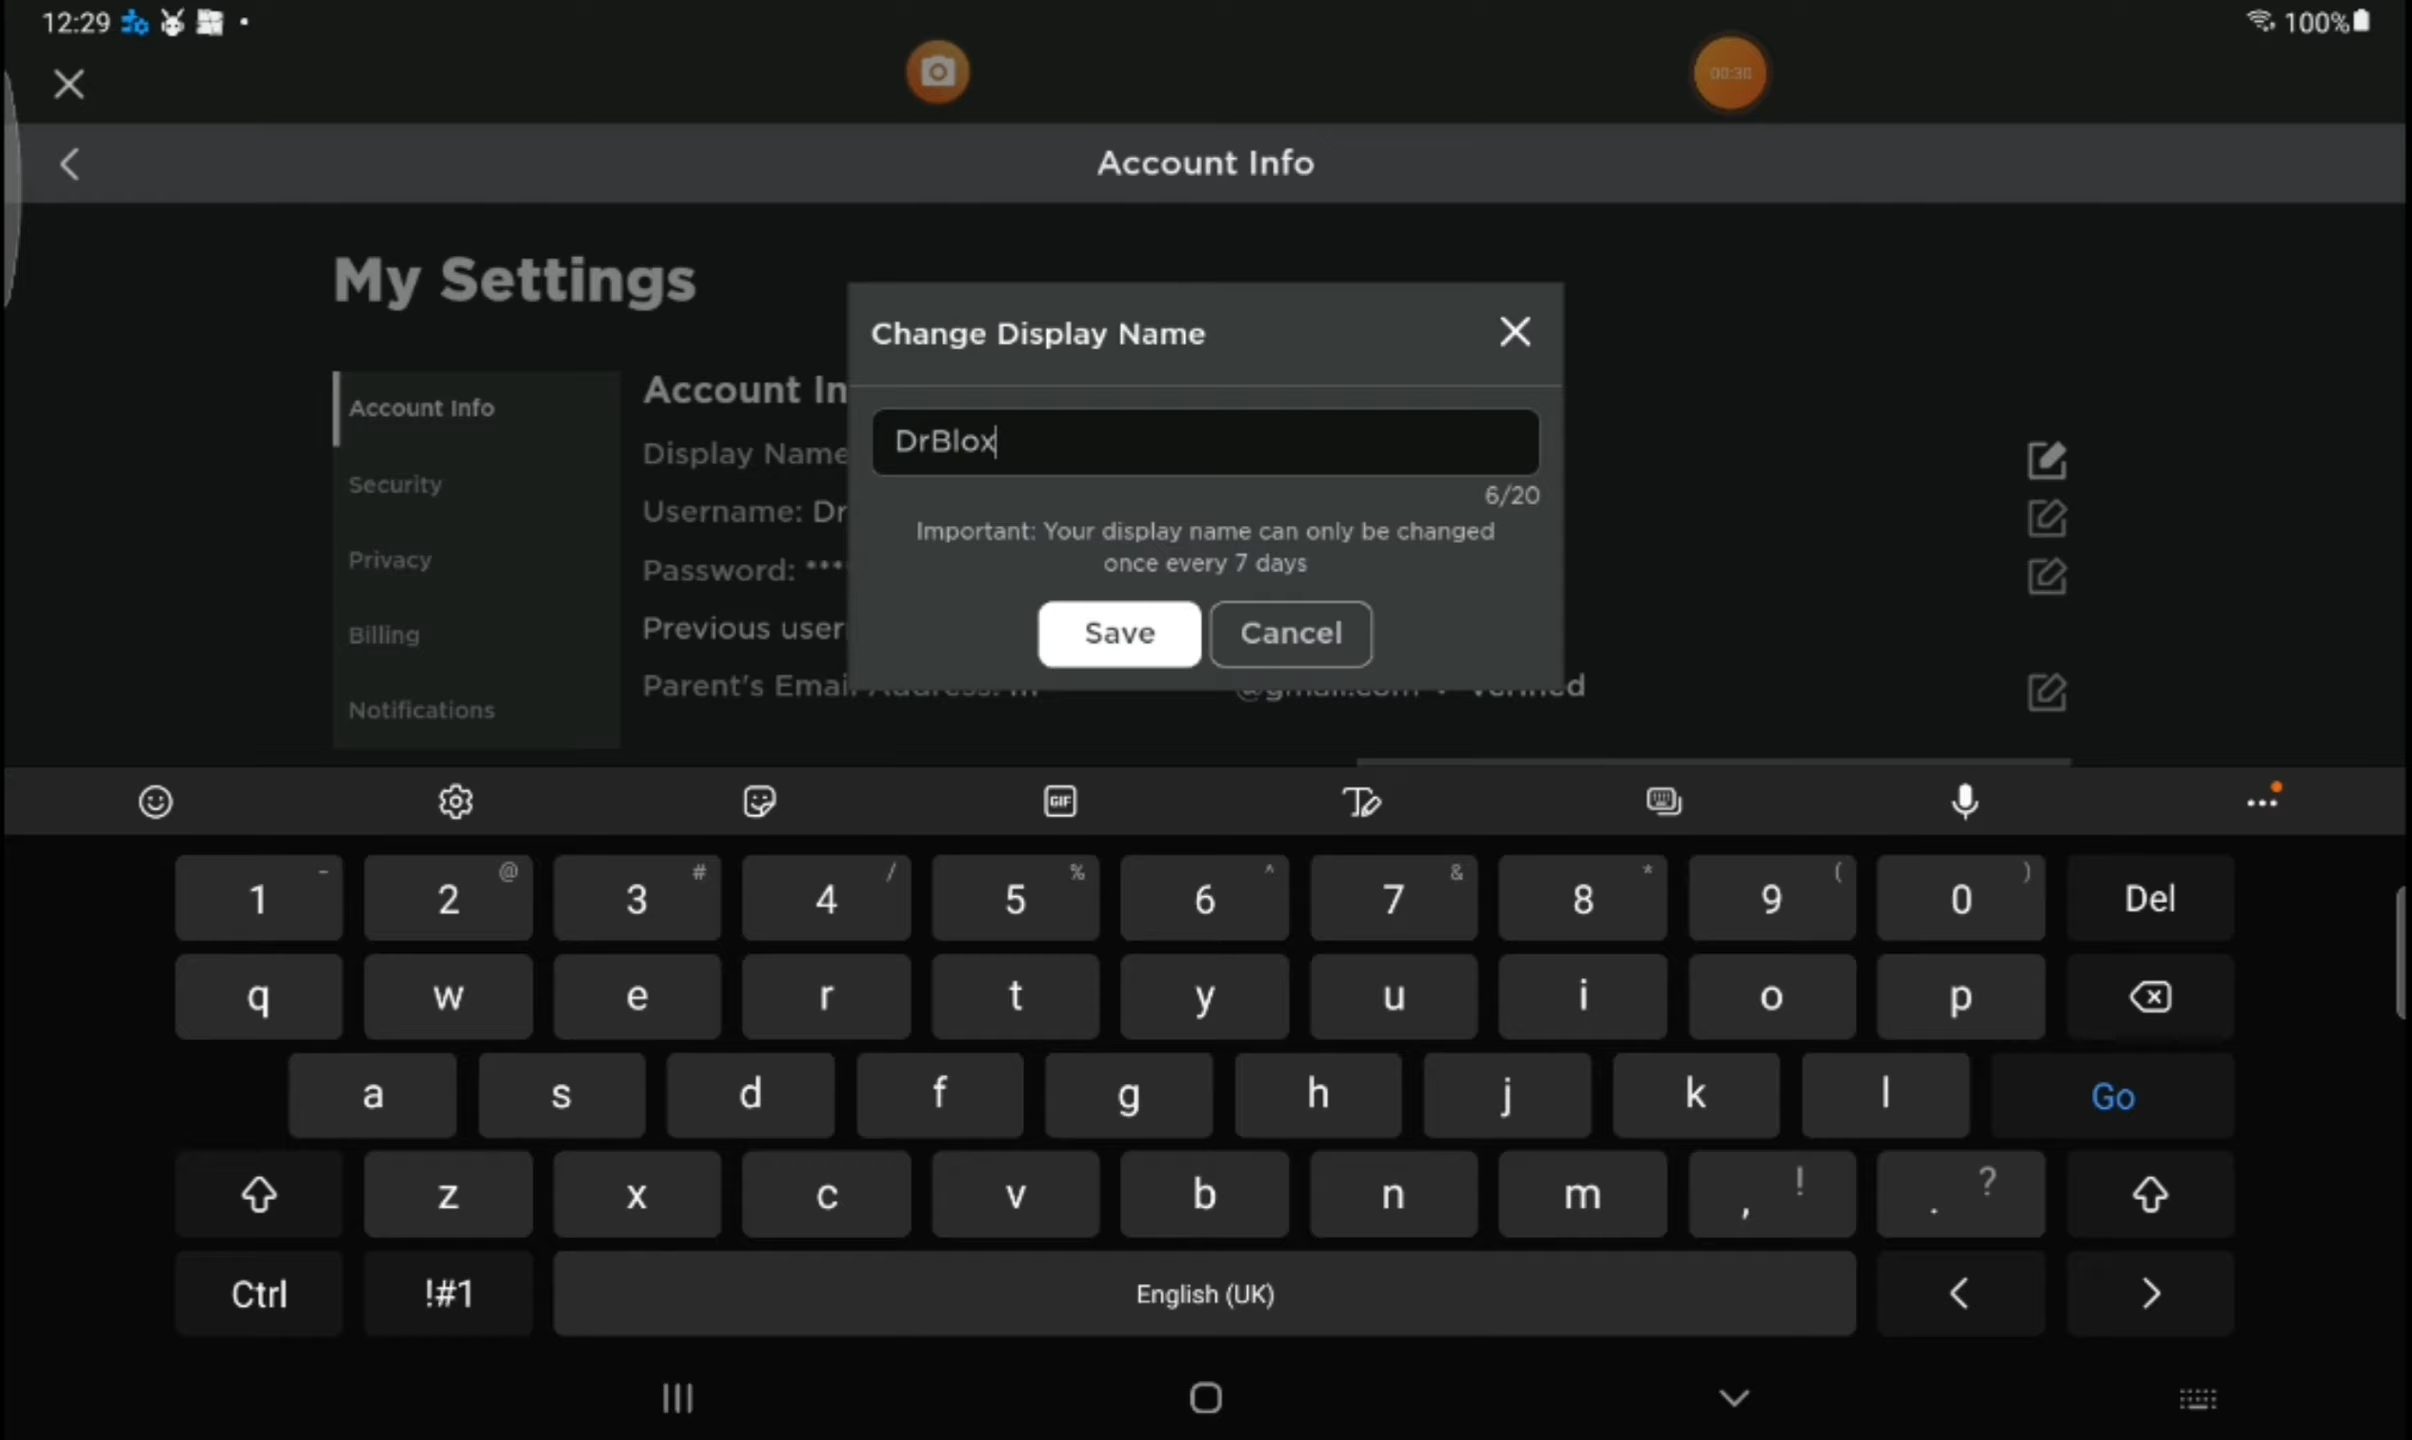 12:29
100%
00:30
Account Info
My Settings
Change Display Name
Account Info
Account In
DrBlox
Display Name
6/20
Security
Username: Dr
Important: Your display name can only be changed
once every 7 days
Privacy
Password: ****
Billing
Previous user
Save
Cancel
Notifications
Parent's Emai
@gmail.com
GIF
1 - 2 @ 3 # 4 / 5 % 6 ^ 7 & 8 * 9 ( 0 ) Del
q w e r t y u i o p
a s d f g h j k l Go
z x c v b n m , ! . ?
Ctrl !#1 English (UK) < >